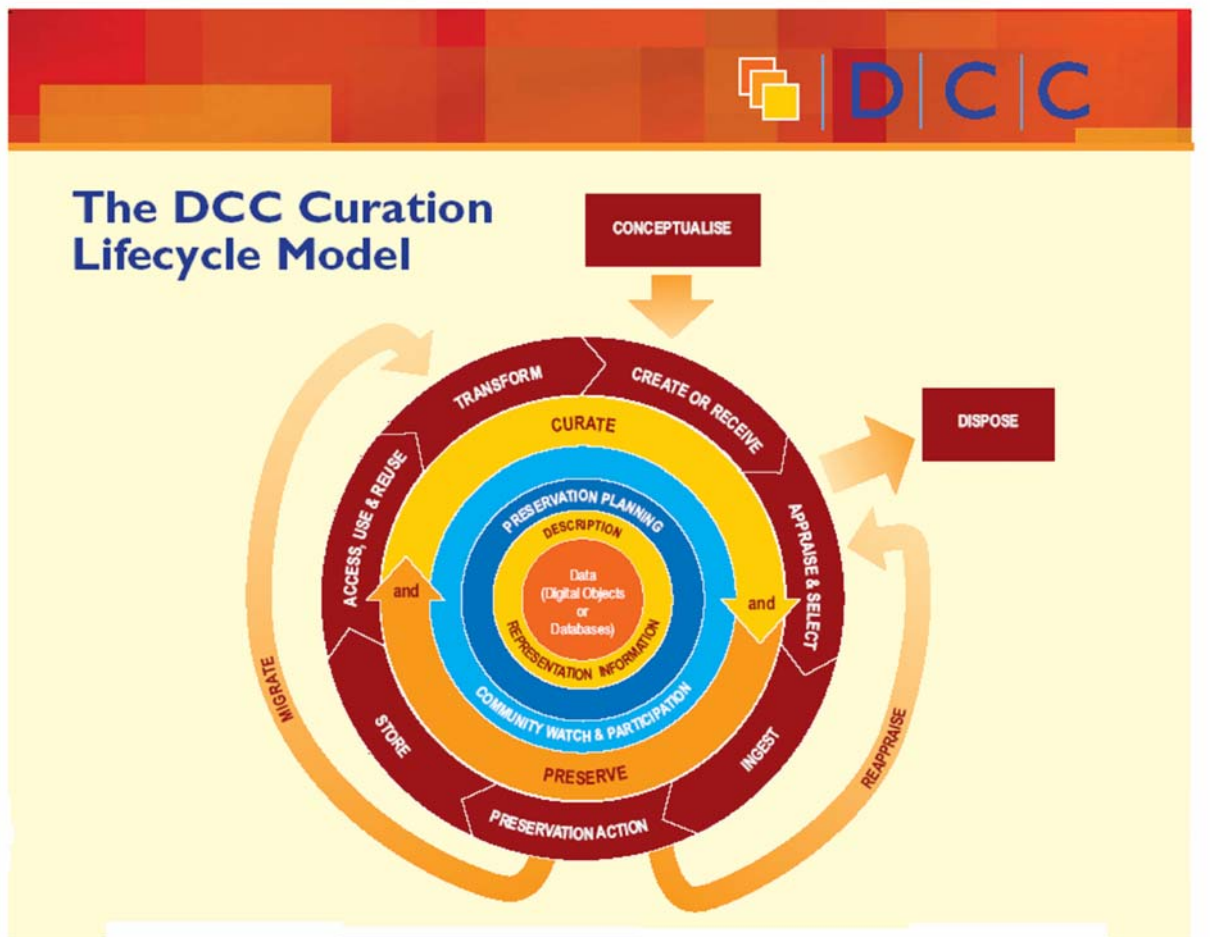 D C C
The DCC Curation
Lifecycle Model
CONCEPTUALISE
DISPOSE
TRANSFORM
CREATE OR RECEIVE
APPRAISE & SELECT
INGEST
PRESERVATION ACTION
STORE
ACCESS, USE & REUSE
CURATE
and
PRESERVE
and
COMMUNITY WATCH & PARTICIPATION
PRESERVATION PLANNING
DESCRIPTION
REPRESENTATION INFORMATION
Data
(Digital Objects
or
Databases)
MIGRATE
REAPPRAISE